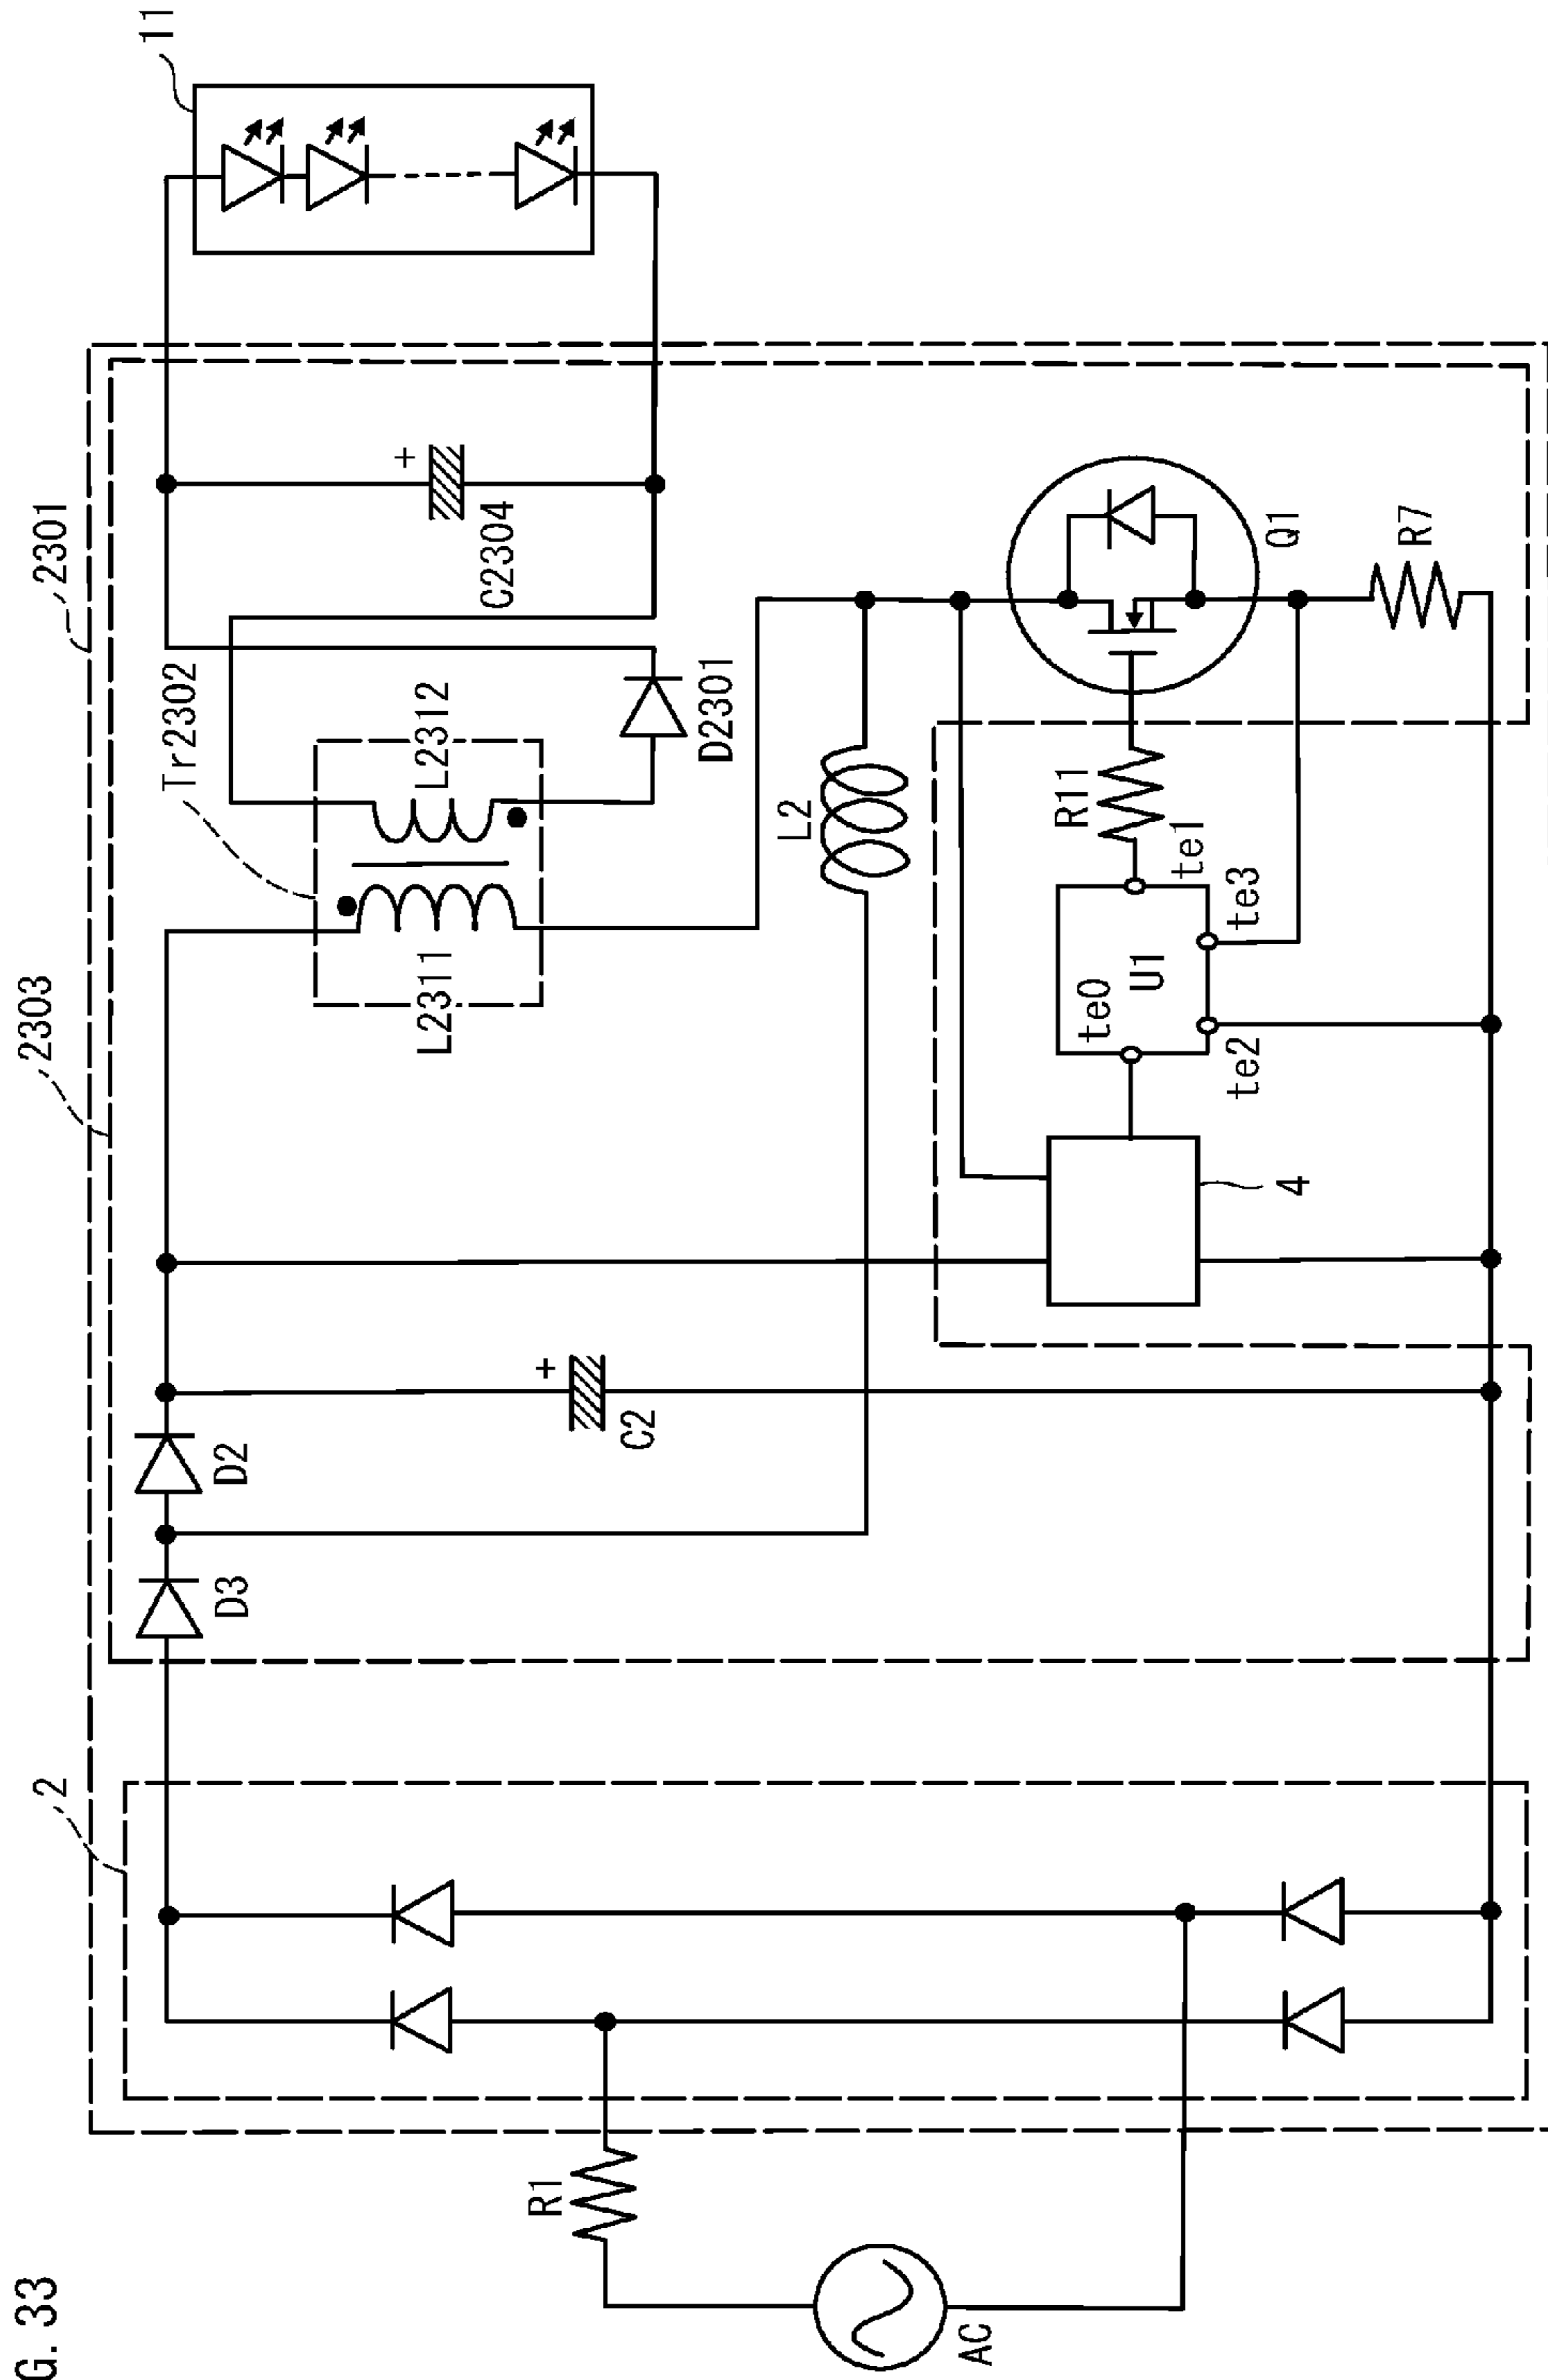 G. 33
2301
2303
2
11
Tr2302
L2311
L2312
+
C2304
D2301
D3
D2
+
C2
L2
R1
AC
4
te0
U1
te1
te2
te3
R11
Q1
R7